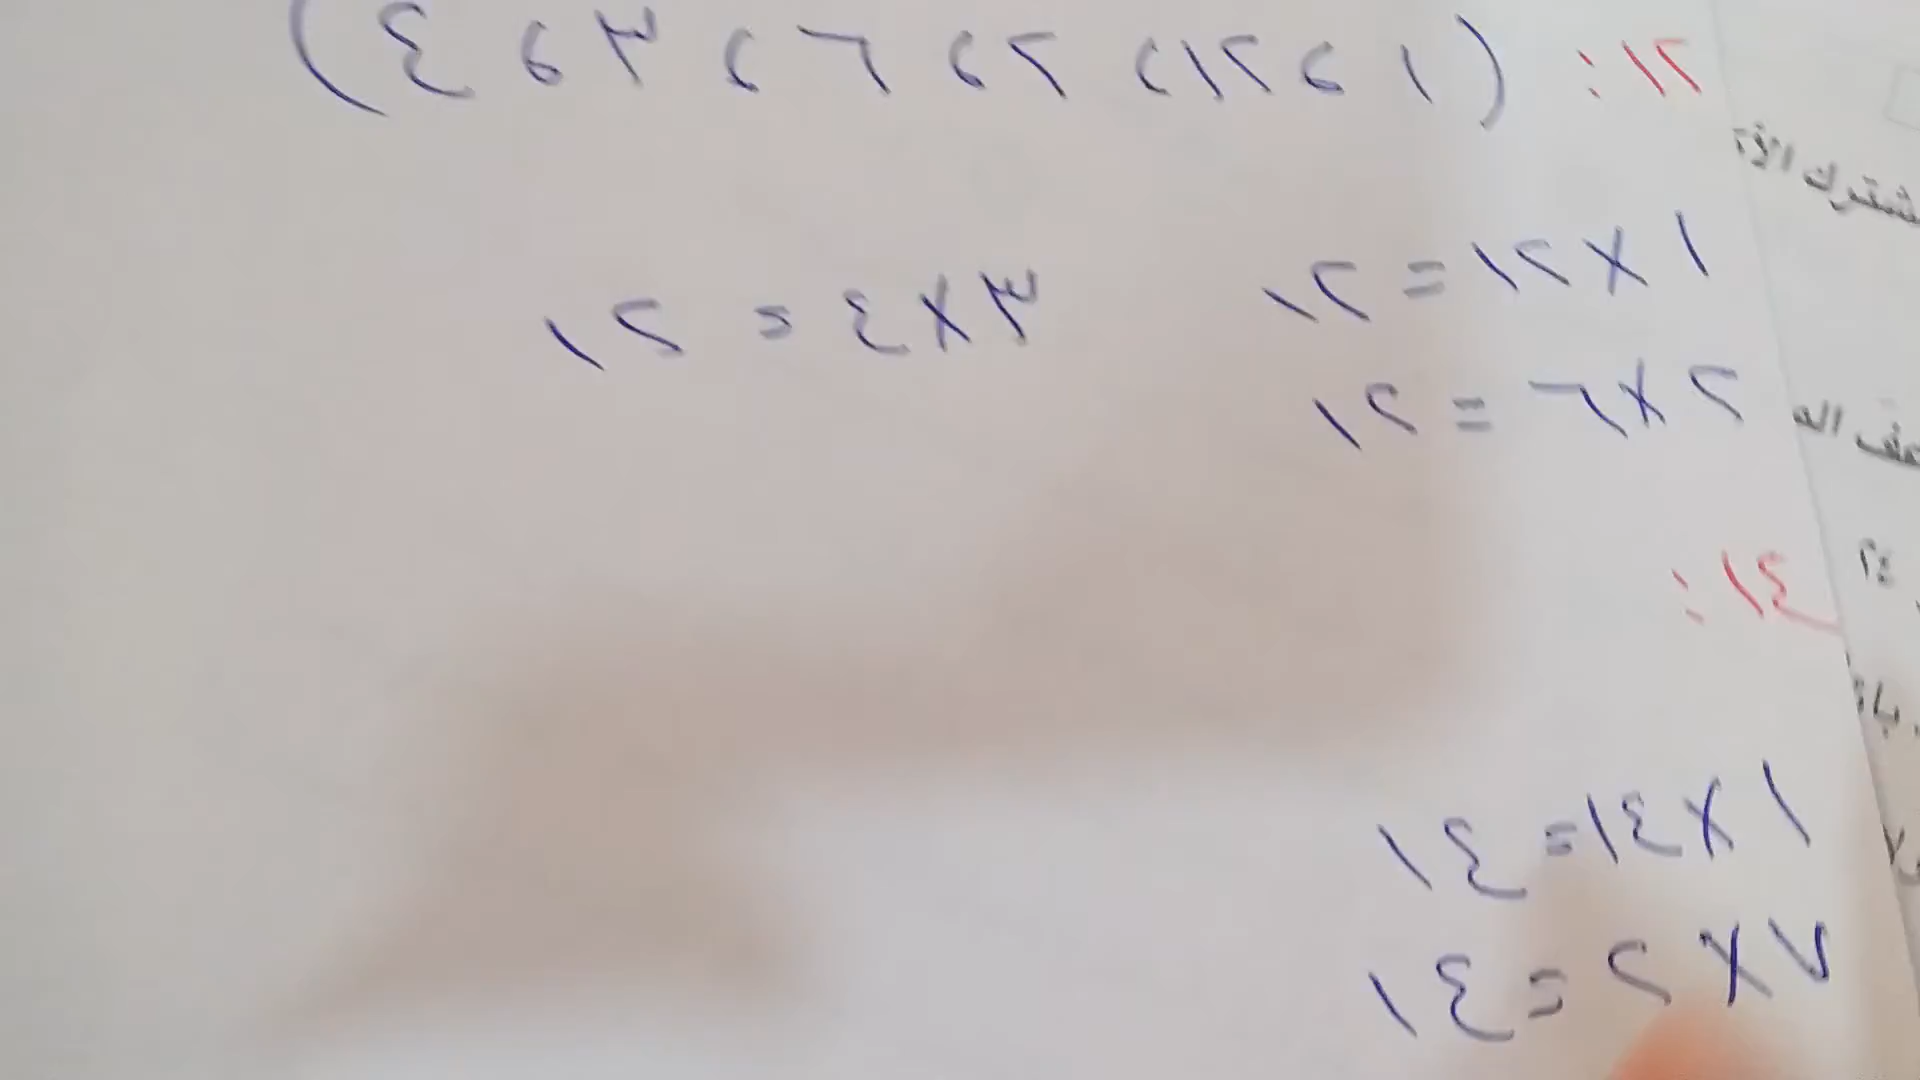 ١٢: (١ ، ١٢ ، ٢ ، ٦ ، ٣ ، ٤)
١ × ١٢ = ١٢
٣ × ٤ = ١٢
٢ × ٦ = ١٢
١٤:
١ × ١٤ = ١٤
٧ × ٢ = ١٤